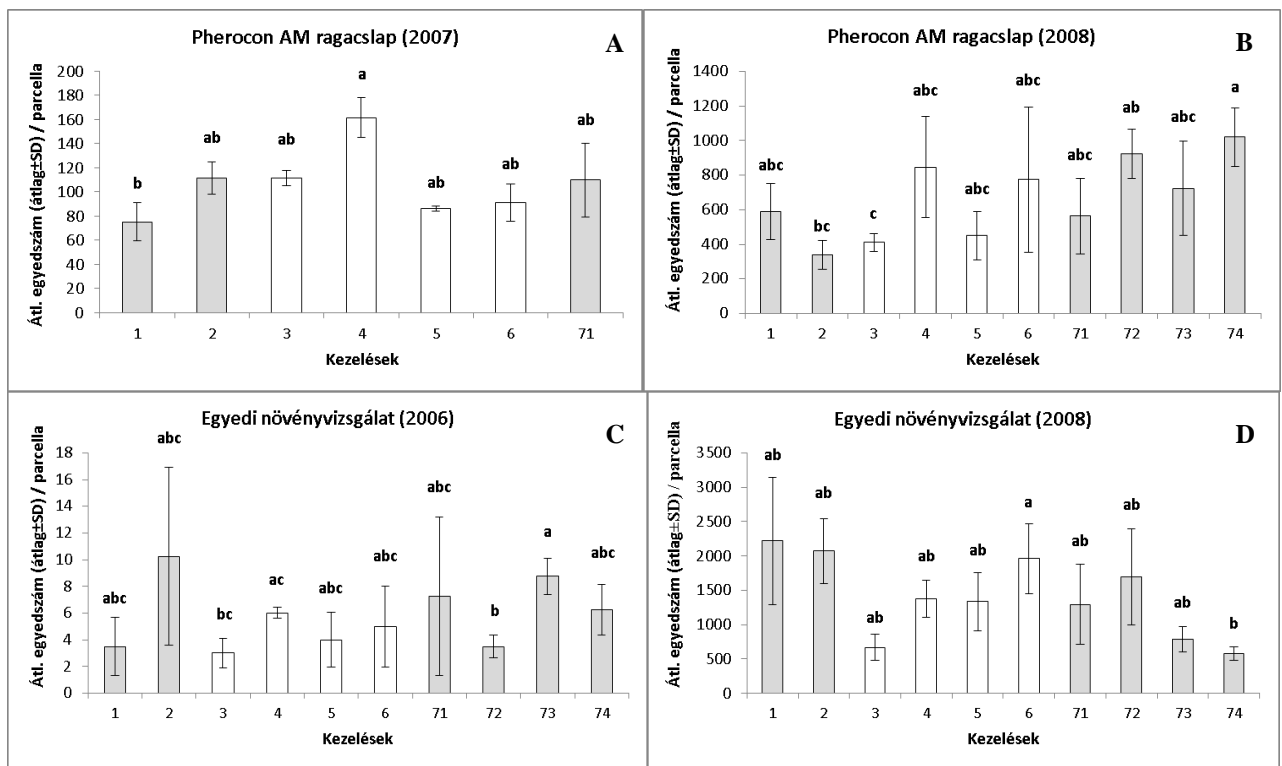 Pherocon AM ragacslap (2007)
A
Átl. egyedszám (átlag±SD) / parcella
200
180
160
140
120
100
80
60
40
20
0
b
ab
ab
a
ab
ab
ab
1 2 3 4 5 6 71
Kezelések
Pherocon AM ragacslap (2008)
B
Átl. egyedszám (átlag±SD) / parcella
1400
1200
1000
800
600
400
200
0
abc
bc
c
abc
abc
abc
abc
ab
abc
a
1 2 3 4 5 6 71 72 73 74
Kezelések
Egyedi növényvizsgálat (2006)
C
Átl. egyedszám (átlag±SD) / parcella
18
16
14
12
10
8
6
4
2
0
abc
abc
bc
ac
abc
abc
abc
b
a
abc
1 2 3 4 5 6 71 72 73 74
Kezelések
Egyedi növényvizsgálat (2008)
D
Átl. egyedszám (átlag±SD) / parcella
3 500
3000
2500
2000
1500
1000
500
0
ab
ab
ab
ab
ab
a
ab
ab
ab
b
1 2 3 4 5 6 71 72 73 74
Kezelések